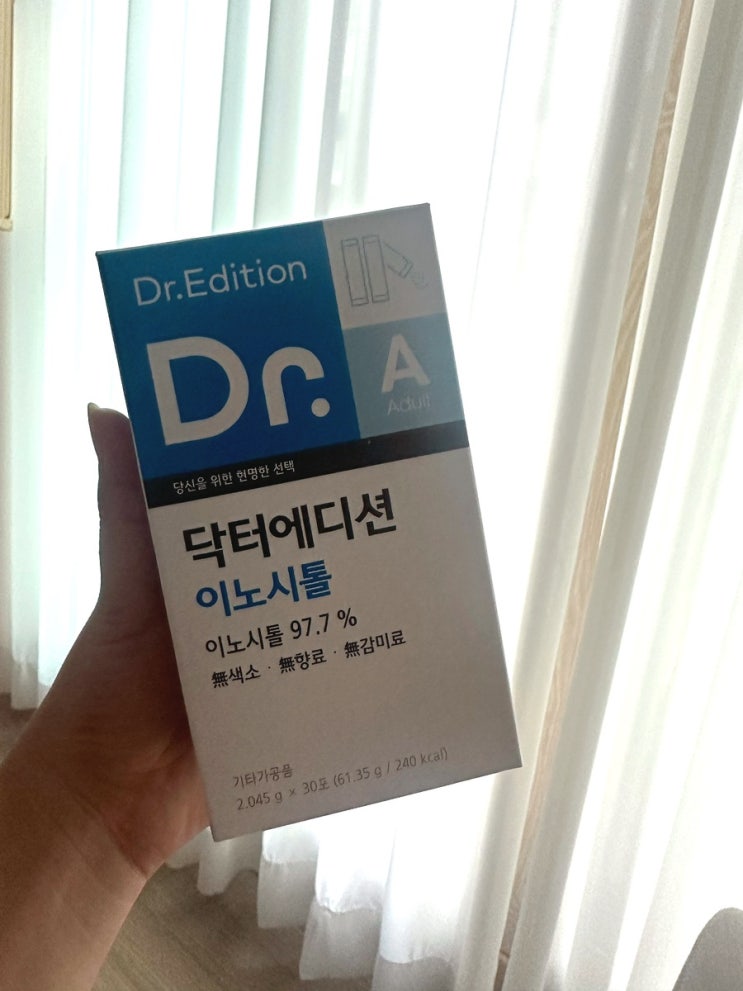 Dr.Edition
Dr.
A
Adult
당신을 위한 현명한 선택
닥터에디션
이노시톨
이노시톨 97.7 %
無색소 · 無향료 · 無감미료
기타가공품
2.045 g × 30포 (61.35 g / 240 kcal)